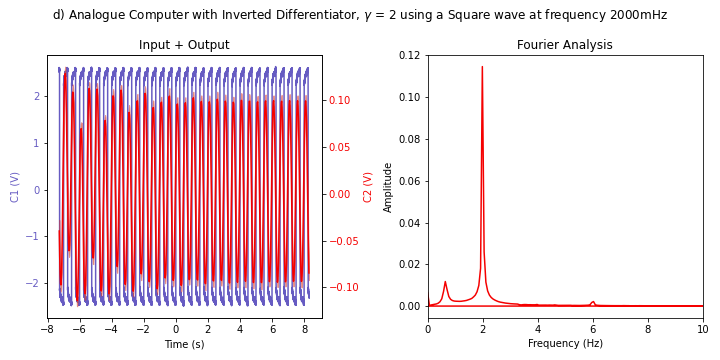 d) Analogue Computer with Inverted Differentiator, γ = 2 using a Square wave at frequency 2000mHz
Input + Output
C1 (V)
2
1
0
−1
−2
−8 −6 −4 −2 0 2 4 6 8
Time (s)
0.10
0.05
0.00
−0.05
−0.10
C2 (V)
Fourier Analysis
Amplitude
0.12
0.10
0.08
0.06
0.04
0.02
0.00
0 2 4 6 8 10
Frequency (Hz)